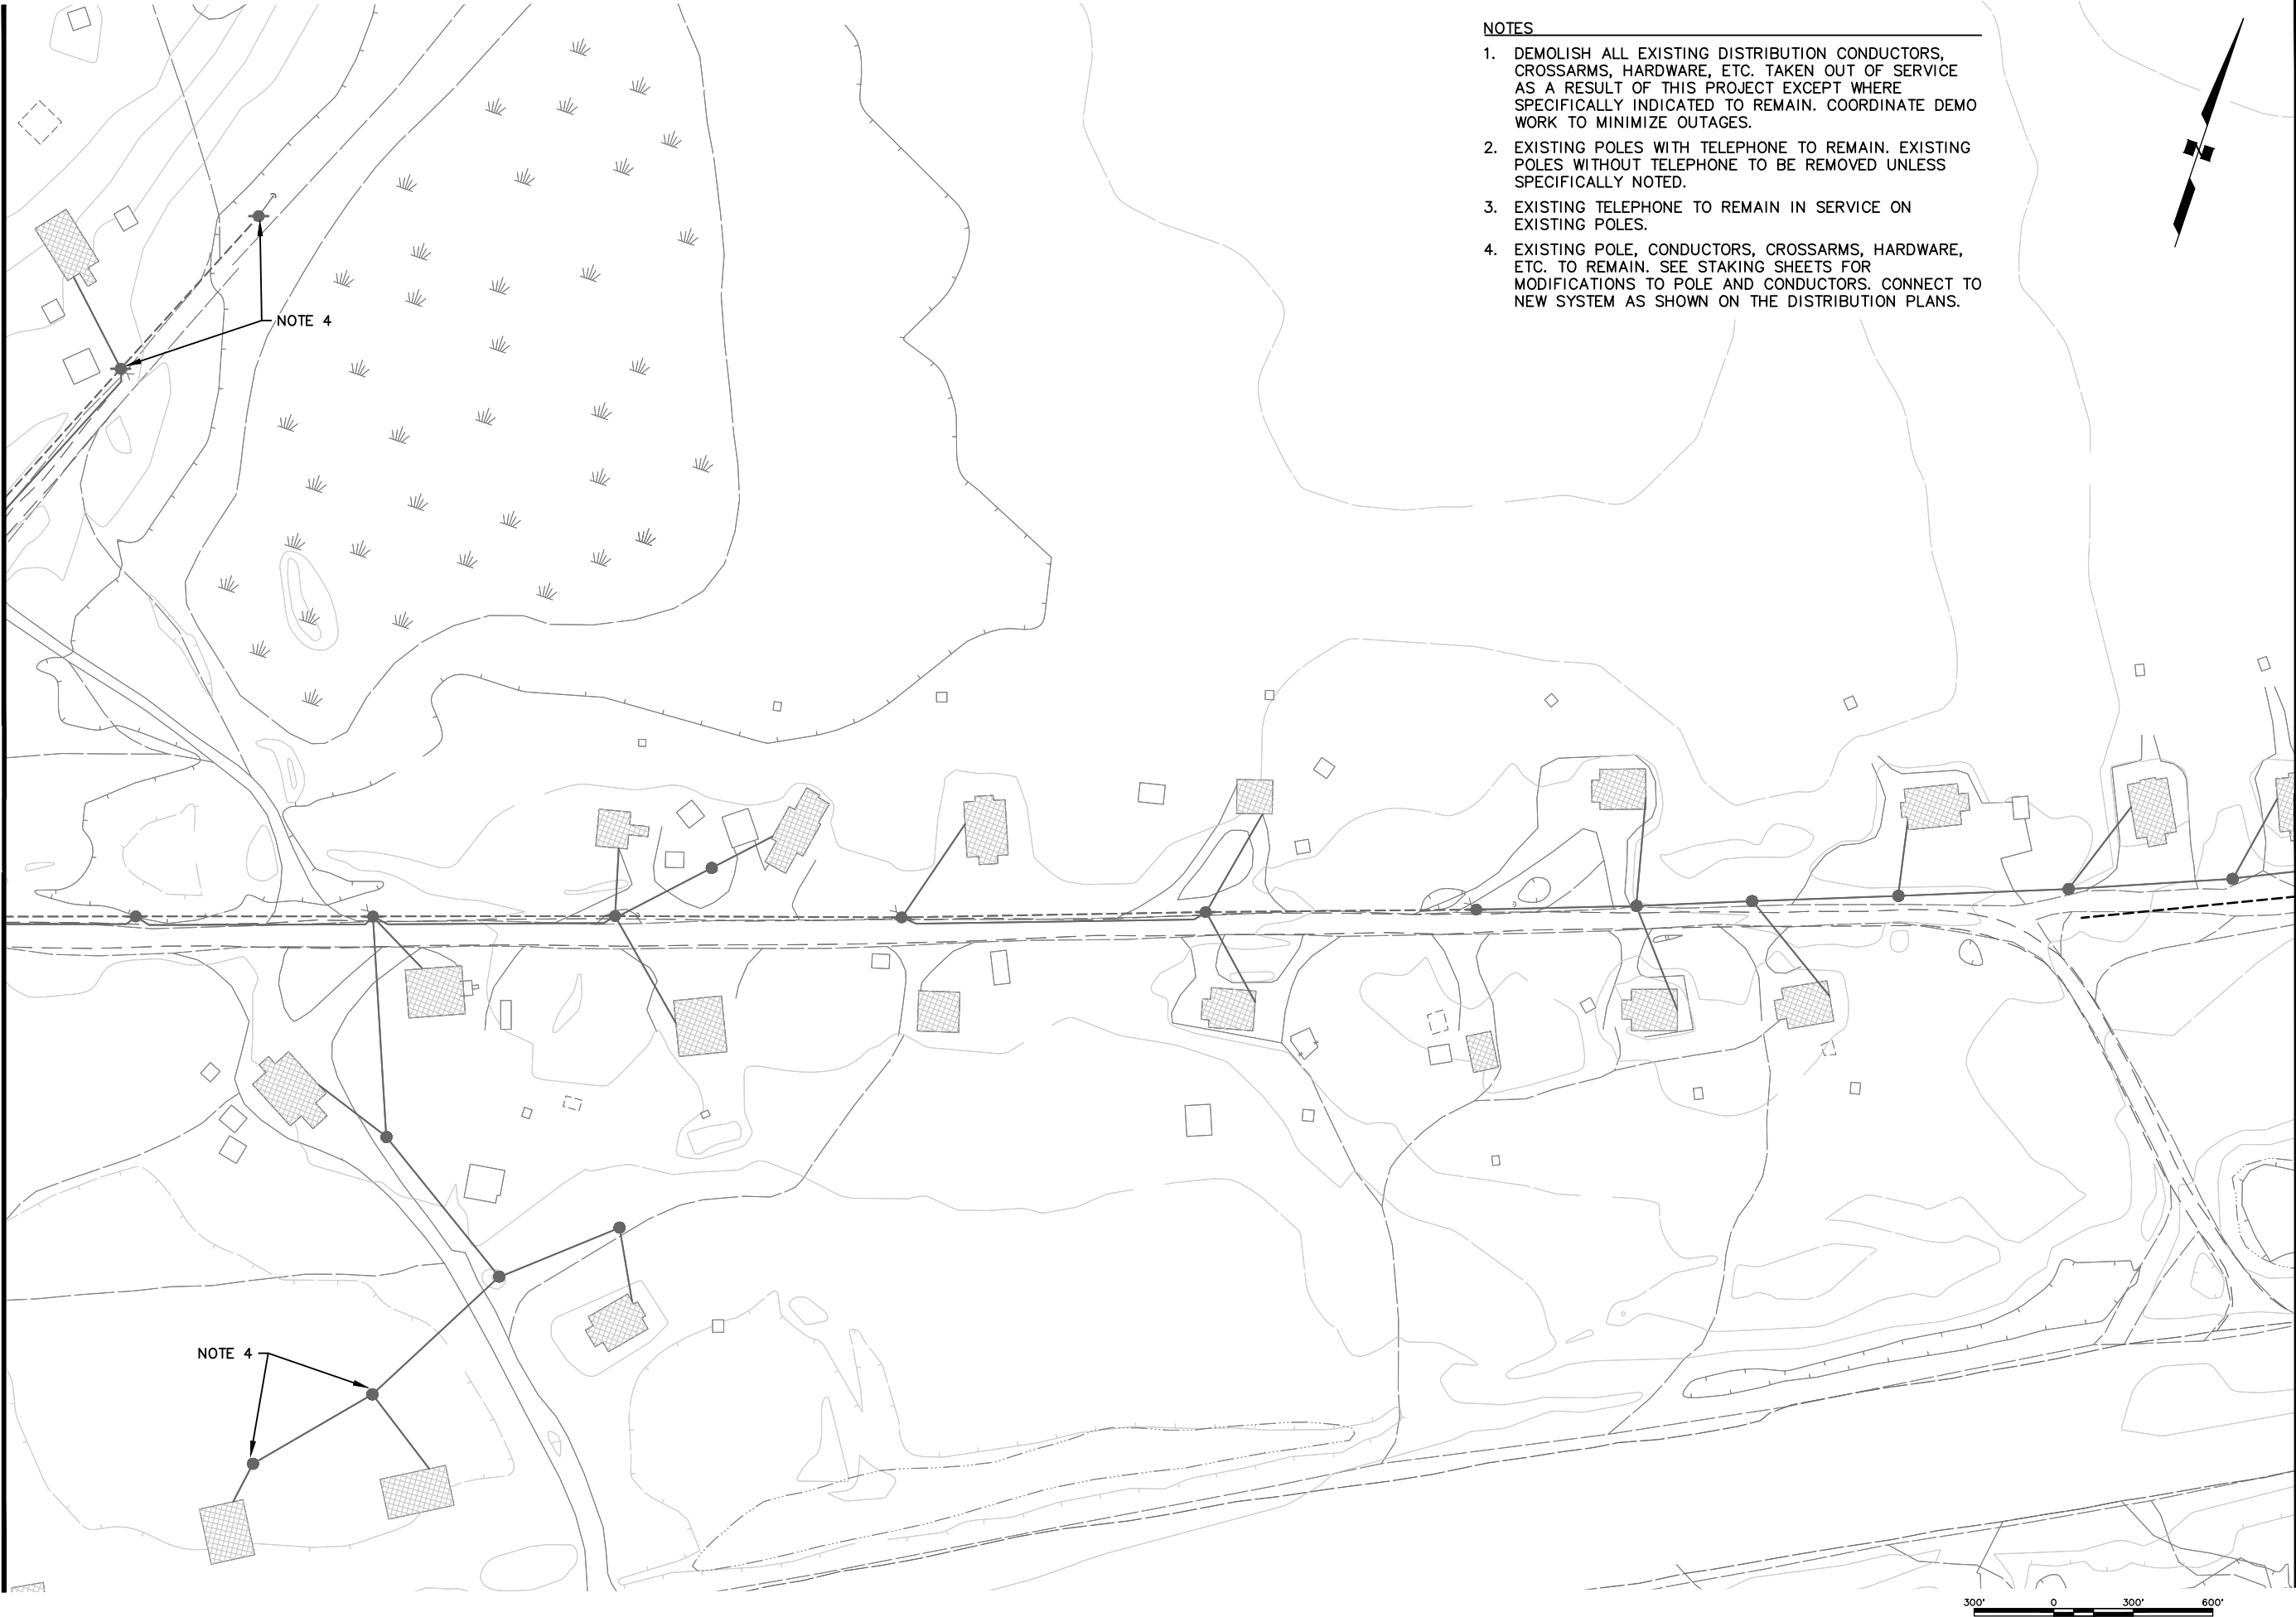 NOTES
1. DEMOLISH ALL EXISTING DISTRIBUTION CONDUCTORS,
CROSSARMS, HARDWARE, ETC. TAKEN OUT OF SERVICE
AS A RESULT OF THIS PROJECT EXCEPT WHERE
SPECIFICALLY INDICATED TO REMAIN. COORDINATE DEMO
WORK TO MINIMIZE OUTAGES.
2. EXISTING POLES WITH TELEPHONE TO REMAIN. EXISTING
POLES WITHOUT TELEPHONE TO BE REMOVED UNLESS
SPECIFICALLY NOTED.
3. EXISTING TELEPHONE TO REMAIN IN SERVICE ON
EXISTING POLES.
4. EXISTING POLE, CONDUCTORS, CROSSARMS, HARDWARE,
ETC. TO REMAIN. SEE STAKING SHEETS FOR
MODIFICATIONS TO POLE AND CONDUCTORS. CONNECT TO
NEW SYSTEM AS SHOWN ON THE DISTRIBUTION PLANS.
NOTE 4
NOTE 4
300' 0 300' 600'